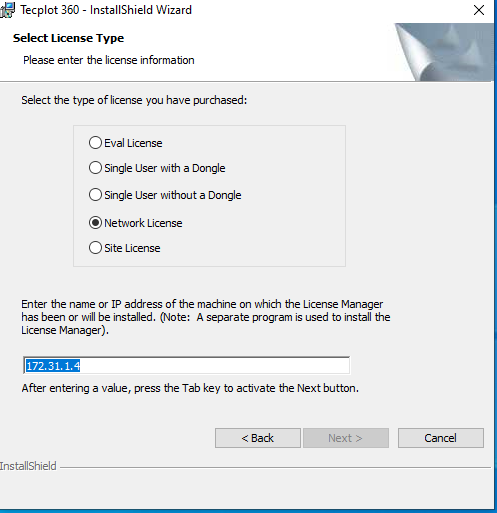 Tecplot 360 - InstallShield Wizard
Select License Type
Please enter the license information
Select the type of license you have purchased:
Eval License
Single User with a Dongle
Single User without a Dongle
Network License
Site License
Enter the name or IP address of the machine on which the License Manager
has been or will be installed. (Note: A separate program is used to install the
License Manager).
172.31.1.4
After entering a value, press the Tab key to activate the Next button.
< Back Next > Cancel
InstallShield